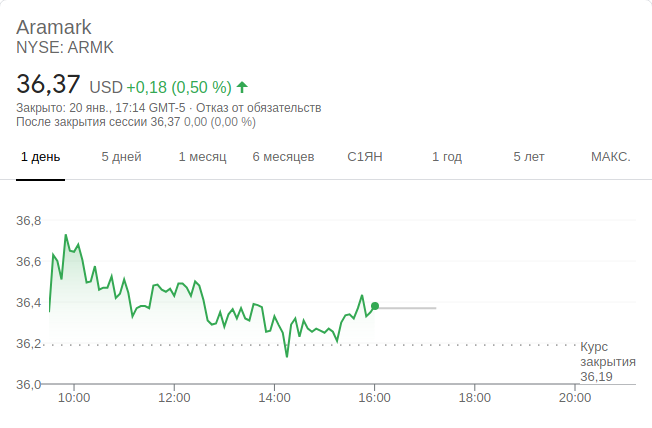 Aramark
NYSE: ARMK
36,37 USD +0,18 (0,50 %)
Закрыто: 20 янв., 17:14 GMT-5 · Отказ от обязательств
После закрытия сессии 36,37 0,00 (0,00 %)
1 день 5 дней 1 месяц 6 месяцев С1ЯН 1 год 5 лет МАКС.
36,8
36,6
36,4
36,2
36,0
Курс
закрытия
36,19
10:00 12:00 14:00 16:00 18:00 20:00